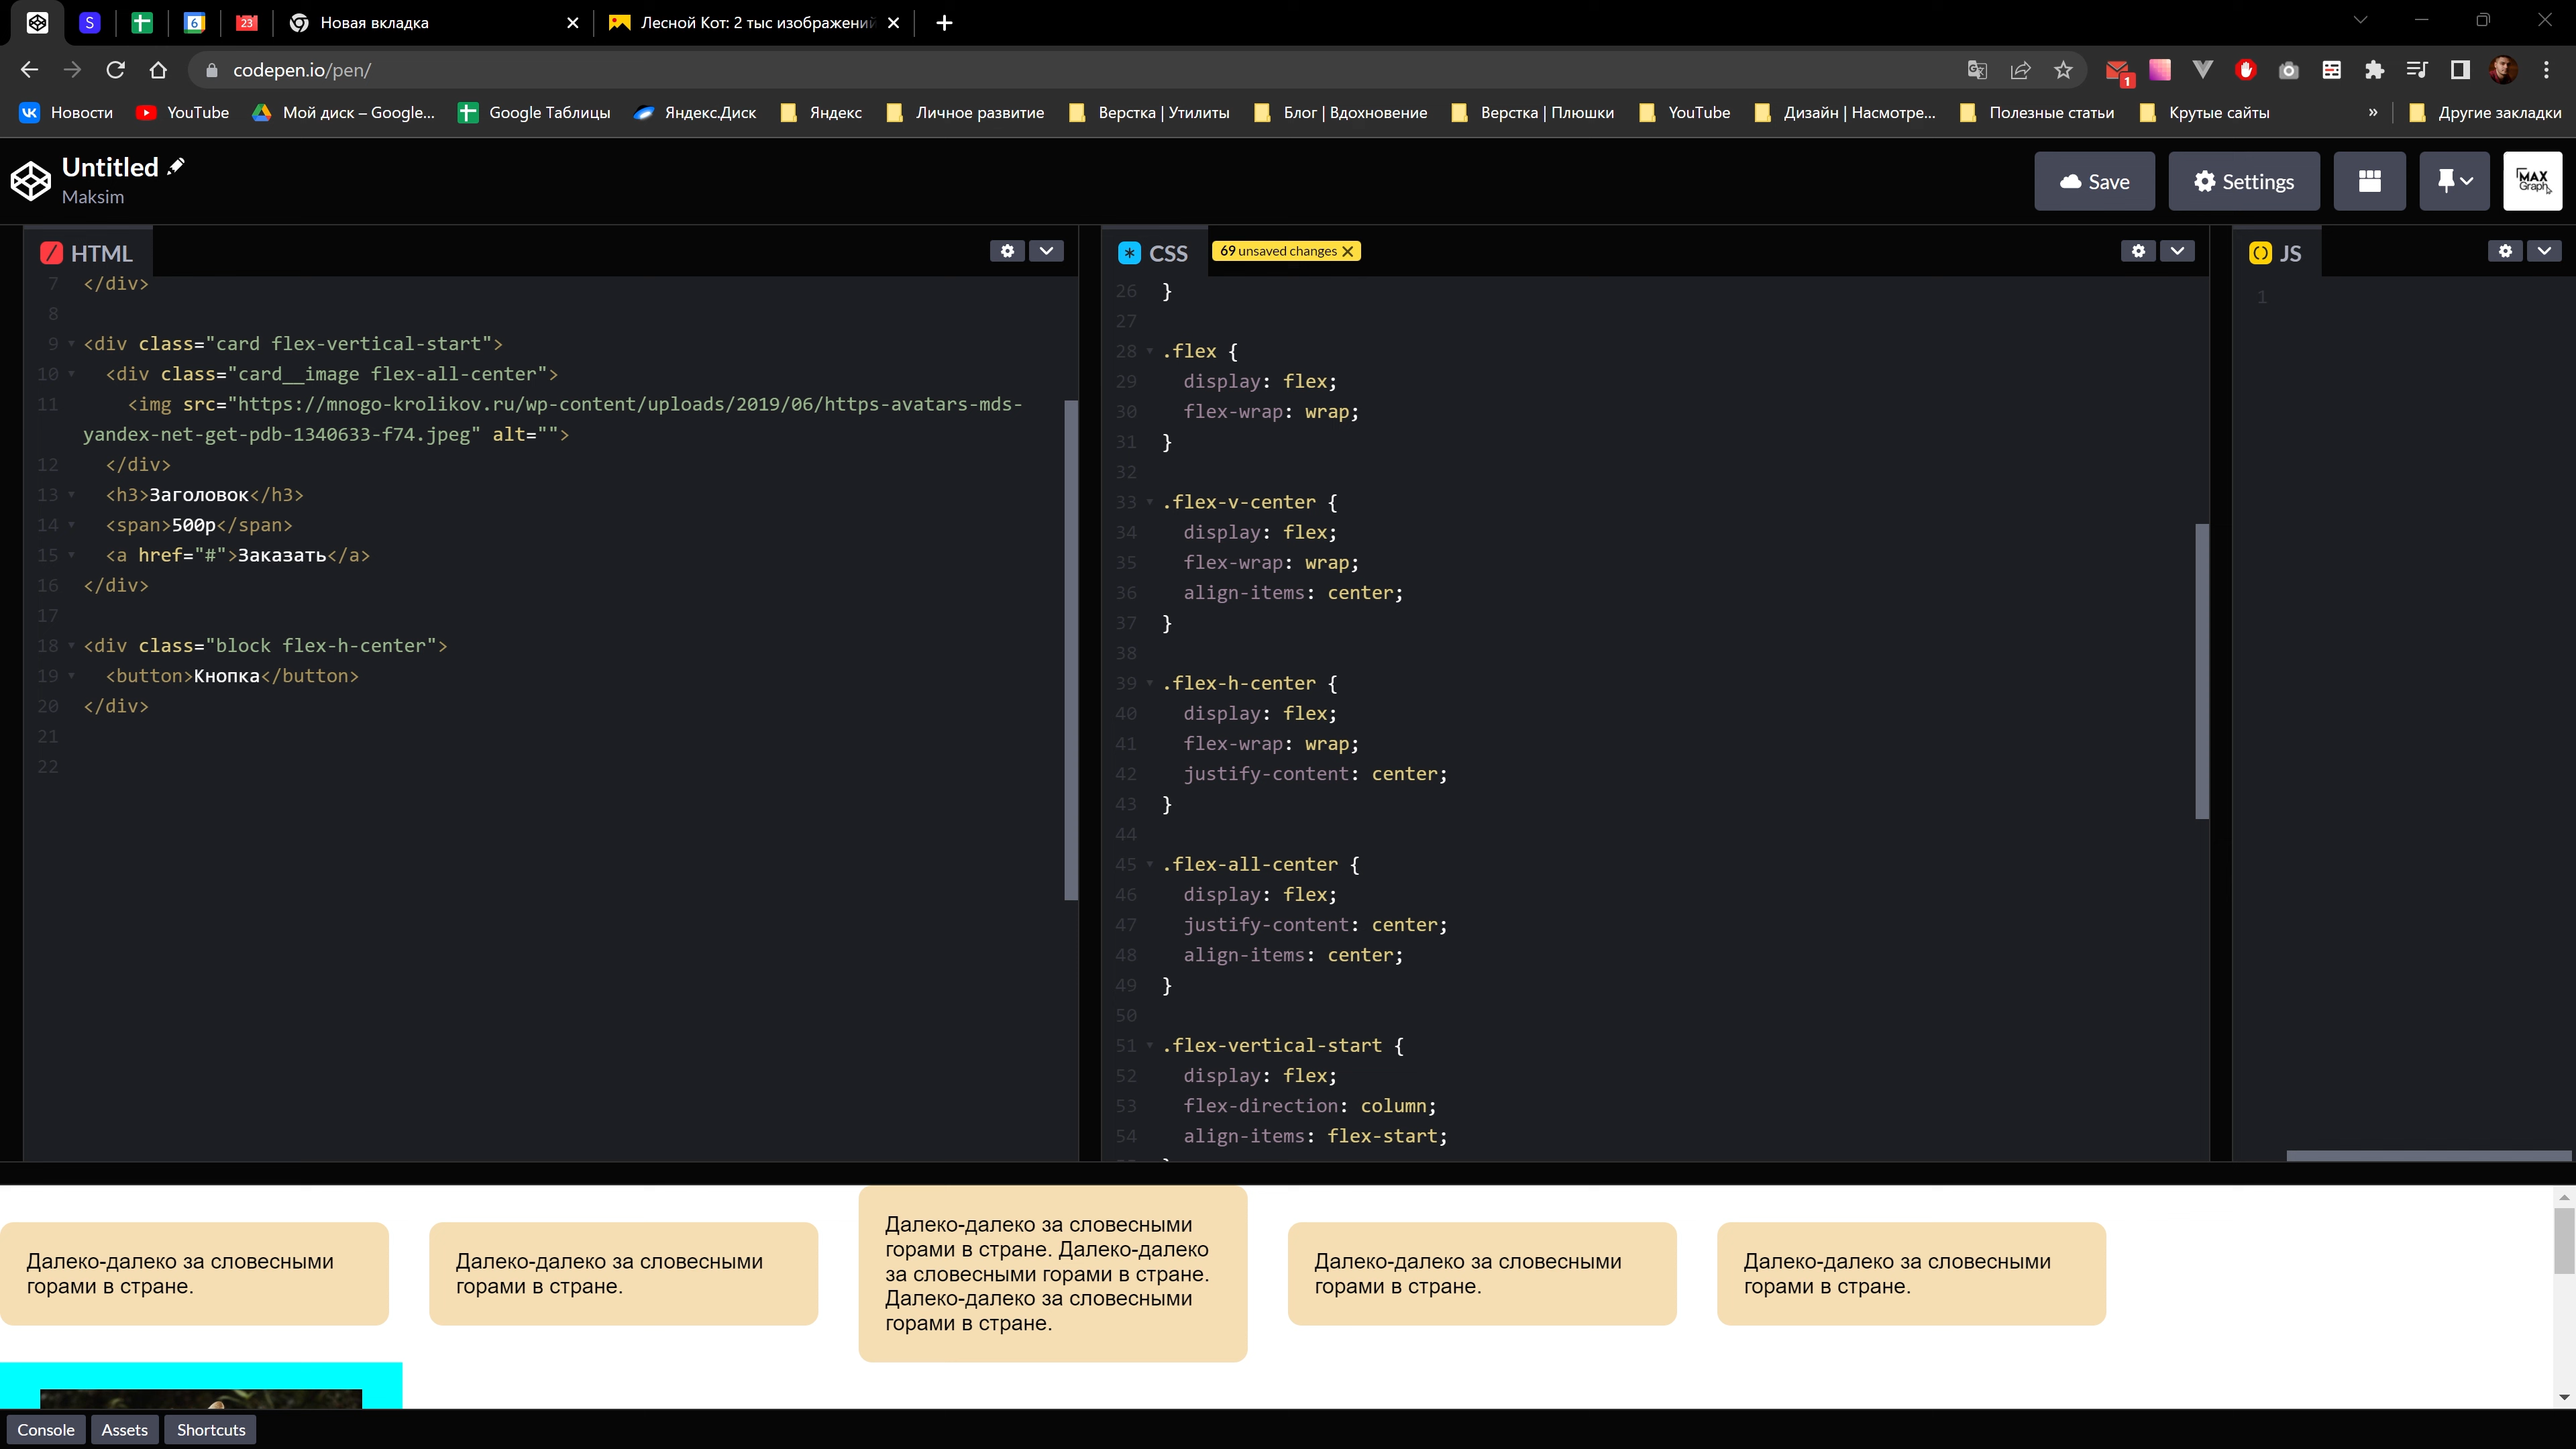 Новая вкладка
Лесной Кот: 2 тыс изображений
codepen.io/pen/
1
Новости
YouTube
Мой диск – Google...
Google Таблицы
Яндекс.Диск
Яндекс
Личное развитие
Верстка | Утилиты
Блог | Вдохновение
Верстка | Плюшки
YouTube
Дизайн | Насмотре...
Полезные статьи
Крутые сайты
»
Другие закладки
Untitled
Maksim
Save
Settings
MAX
Graph
HTML
7 </div>
8
9 <div class="card flex-vertical-start">
10 <div class="card__image flex-all-center">
11 <img src="https://mnogo-krolikov.ru/wp-content/uploads/2019/06/https-avatars-mds-
yandex-net-get-pdb-1340633-f74.jpeg" alt="">
12 </div>
13 <h3>Заголовок</h3>
14 <span>500р</span>
15 <a href="#">Заказать</a>
16 </div>
17
18 <div class="block flex-h-center">
19 <button>Кнопка</button>
20 </div>
21
22
CSS
69 unsaved changes
26 }
27
28 .flex {
29 display: flex;
30 flex-wrap: wrap;
31 }
32
33 .flex-v-center {
34 display: flex;
35 flex-wrap: wrap;
36 align-items: center;
37 }
38
39 .flex-h-center {
40 display: flex;
41 flex-wrap: wrap;
42 justify-content: center;
43 }
44
45 .flex-all-center {
46 display: flex;
47 justify-content: center;
48 align-items: center;
49 }
50
51 .flex-vertical-start {
52 display: flex;
53 flex-direction: column;
54 align-items: flex-start;
JS
1
Далеко-далеко за словесными
горами в стране.
Далеко-далеко за словесными
горами в стране.
Далеко-далеко за словесными
горами в стране. Далеко-далеко
за словесными горами в стране.
Далеко-далеко за словесными
горами в стране.
Далеко-далеко за словесными
горами в стране.
Далеко-далеко за словесными
горами в стране.
Console
Assets
Shortcuts